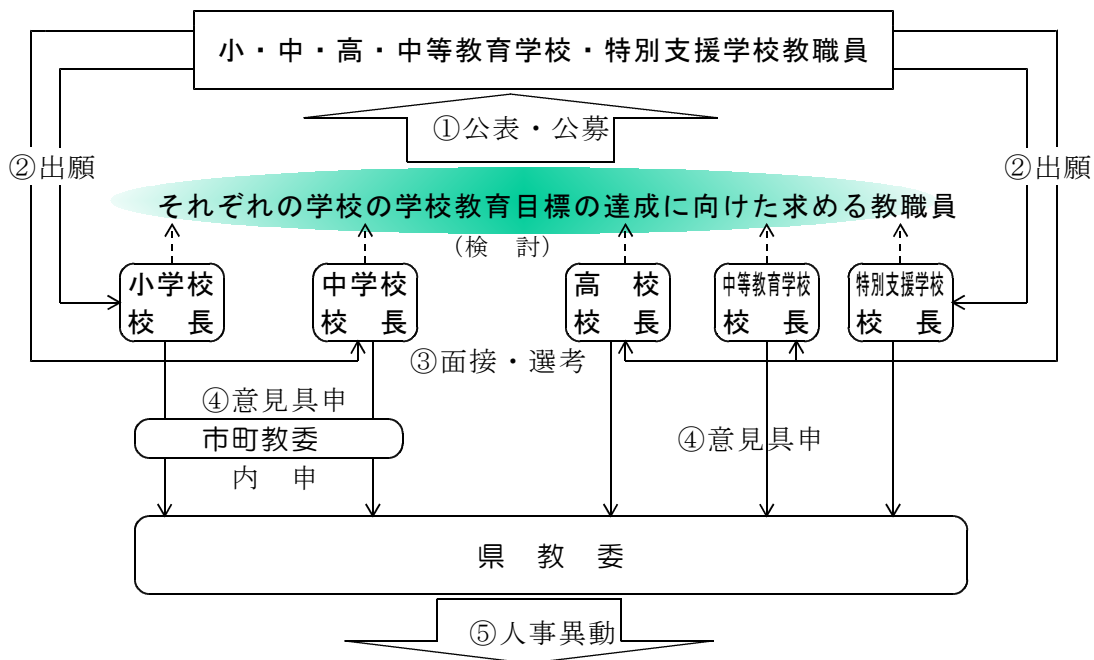 小・中・高・中等教育学校・特別支援学校教職員
①公表・公募
②出願
②出願
それぞれの学校の学校教育目標の達成に向けた求める教職員
（検　討）
小学校
校　長
中学校
校　長
高　校
校　長
中等教育学校
校　長
特別支援学校
校　長
③面接・選考
④意見具申
市町教委
内　申
④意見具申
県　教　委
⑤人事異動